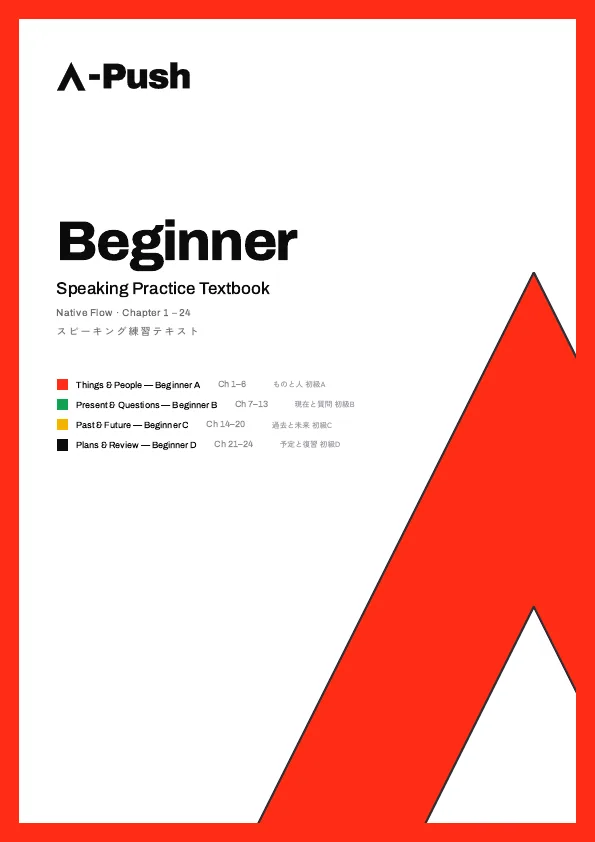 A-Push
Beginner
Speaking Practice Textbook
Native Flow · Chapter 1 – 24
スピーキング練習テキスト
Things & People — Beginner A Ch 1–6 ものと人 初級A
Present & Questions — Beginner B Ch 7–13 現在と質問 初級B
Past & Future — Beginner C Ch 14–20 過去と未来 初級C
Plans & Review — Beginner D Ch 21–24 予定と復習 初級D